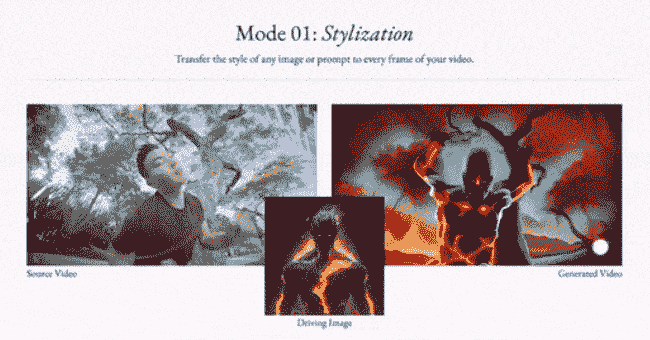 Mode 01: Stylization
Transfer the style of any image or prompt to every frame of your video.
Source Video
Generated Video
Driving Image